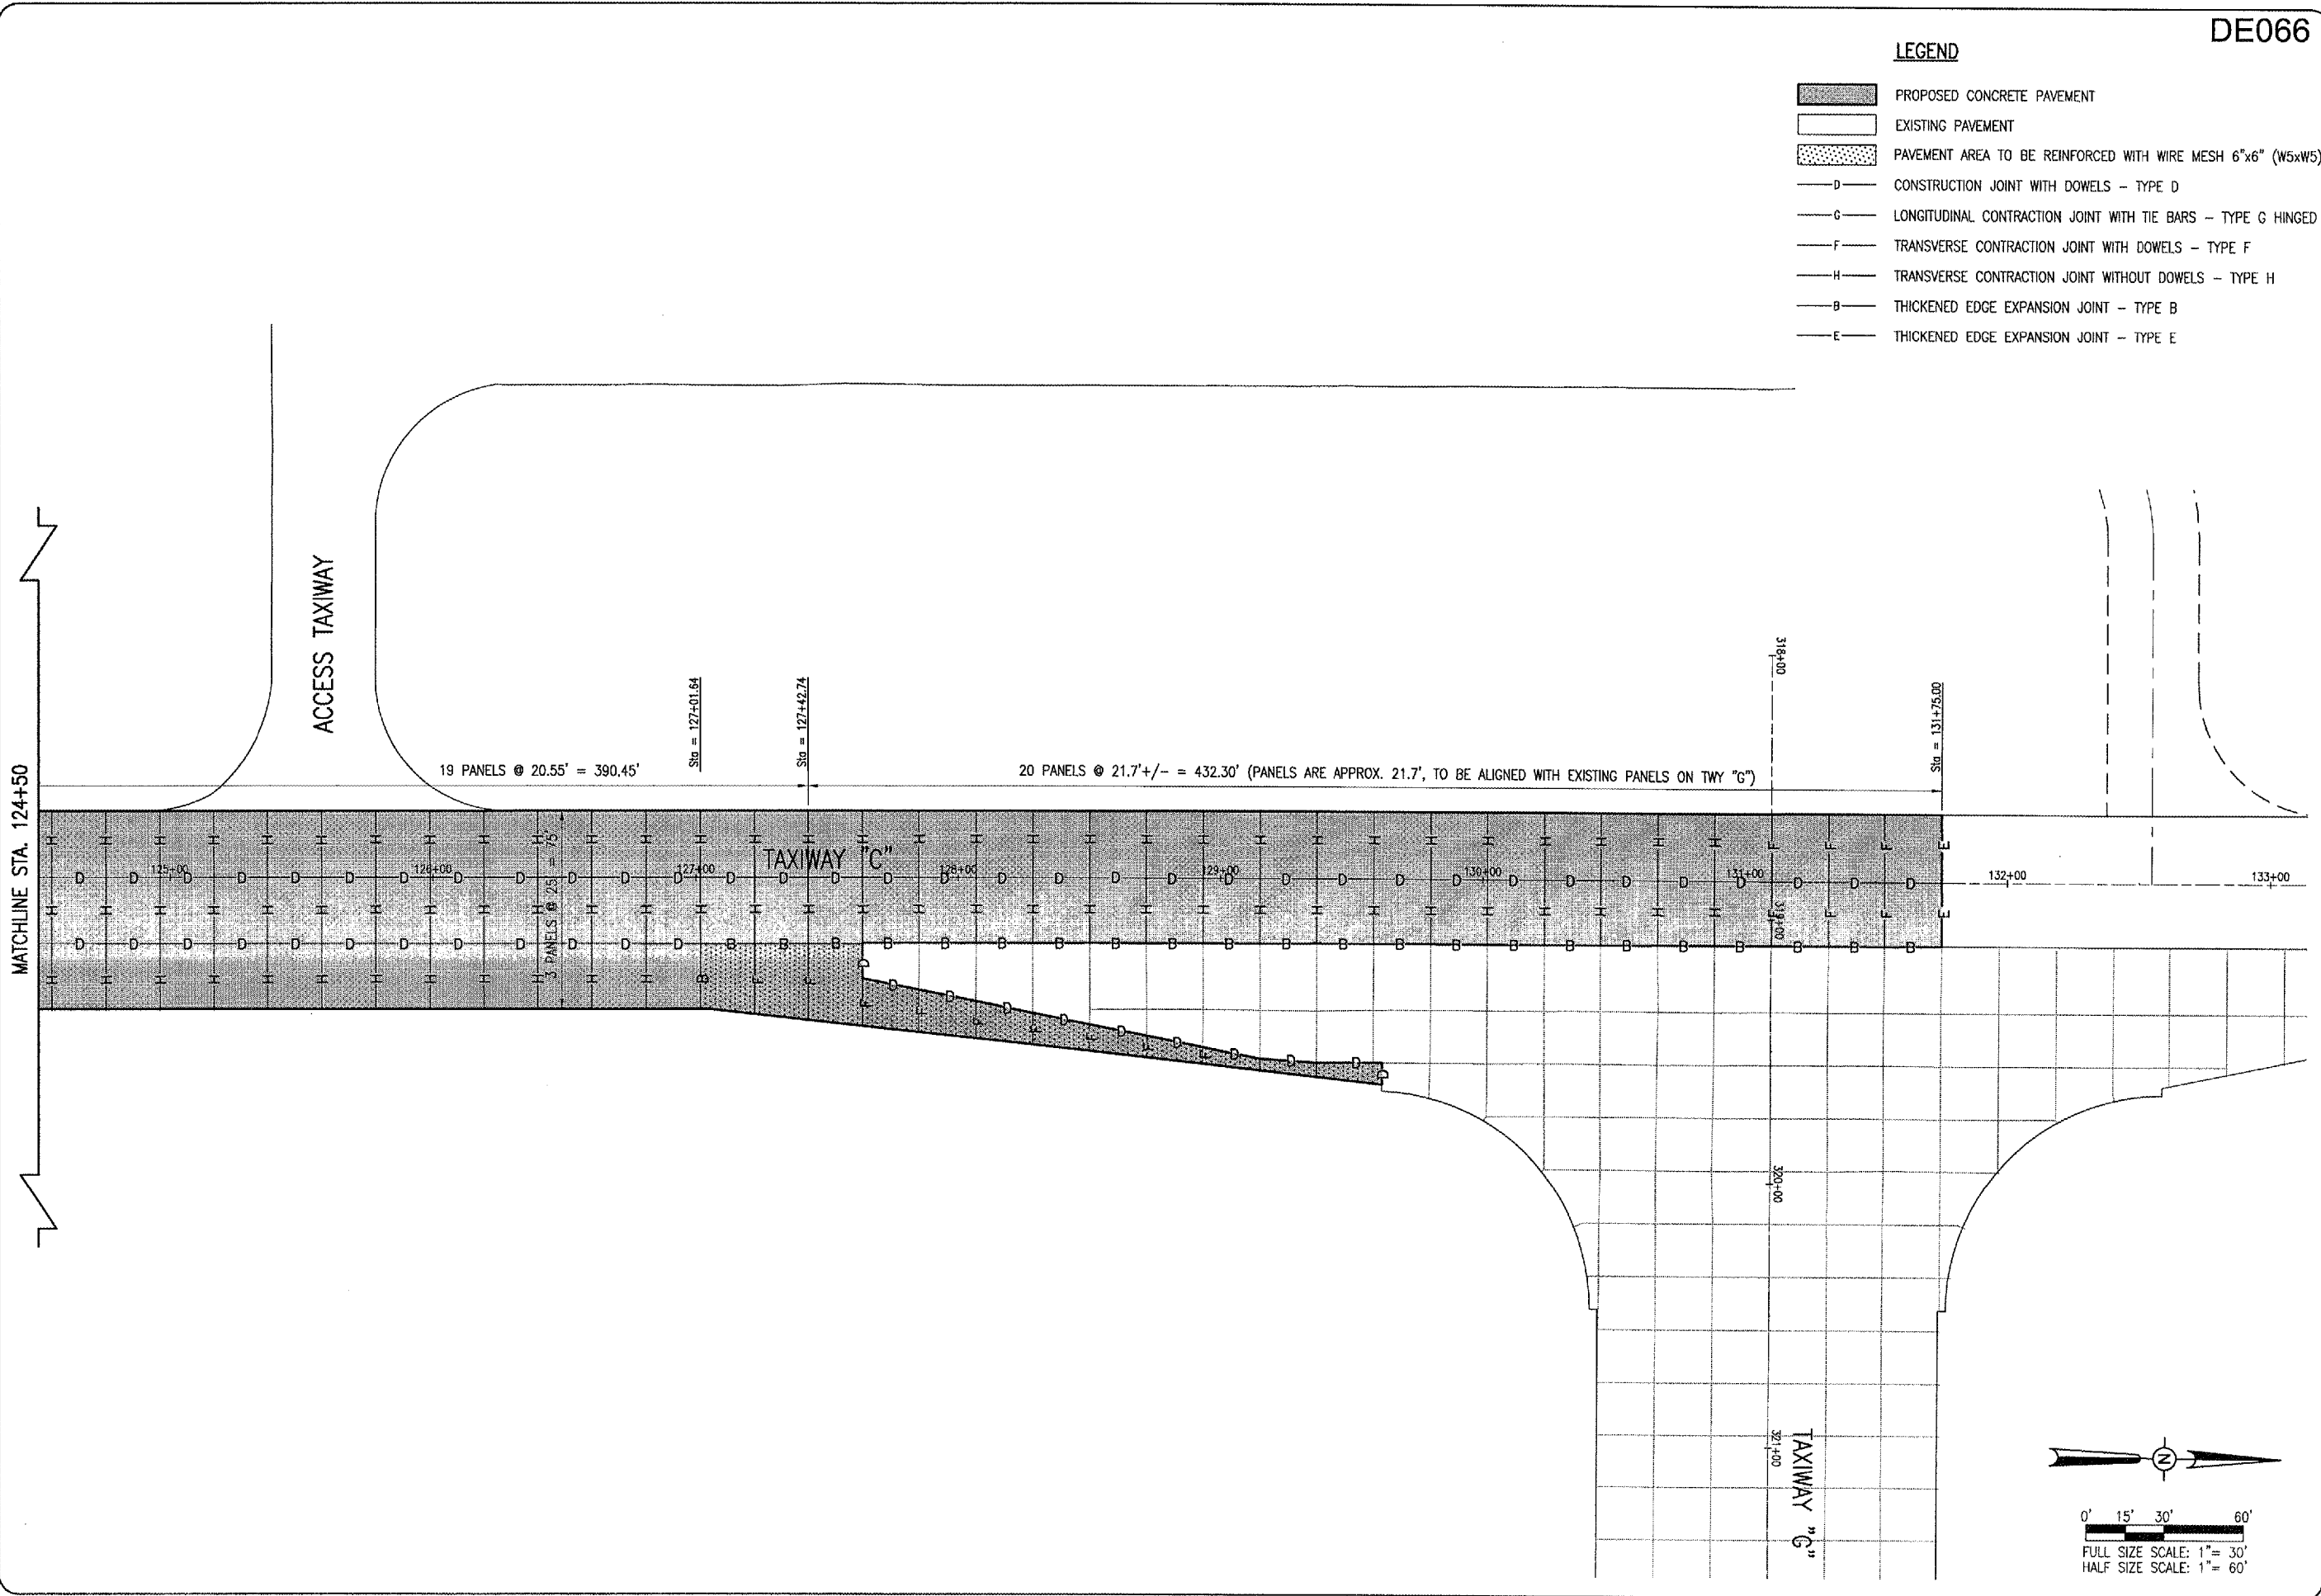 DE066
LEGEND
PROPOSED CONCRETE PAVEMENT
EXISTING PAVEMENT
PAVEMENT AREA TO BE REINFORCED WITH WIRE MESH 6"x6" (W5xW5)
D CONSTRUCTION JOINT WITH DOWELS - TYPE D
G LONGITUDINAL CONTRACTION JOINT WITH TIE BARS - TYPE G HINGED
F TRANSVERSE CONTRACTION JOINT WITH DOWELS - TYPE F
H TRANSVERSE CONTRACTION JOINT WITHOUT DOWELS - TYPE H
B THICKENED EDGE EXPANSION JOINT - TYPE B
E THICKENED EDGE EXPANSION JOINT - TYPE E
MATCHLINE STA. 124+50
ACCESS TAXIWAY
Sta = 127+01.64
Sta = 127+42.74
318+00
Sta = 131+75.00
19 PANELS @ 20.55' = 390.45'
20 PANELS @ 21.7'+/- = 432.30' (PANELS ARE APPROX. 21.7', TO BE ALIGNED WITH EXISTING PANELS ON TWY "G")
TAXIWAY "C"
125+00
126+00
127+00
128+00
129+00
130+00
131+00
132+00
133+00
3 PANELS @ 25' = 75'
319+00
320+00
321+00
TAXIWAY "G"
N
0' 15' 30' 60'
FULL SIZE SCALE: 1"= 30'
HALF SIZE SCALE: 1"= 60'